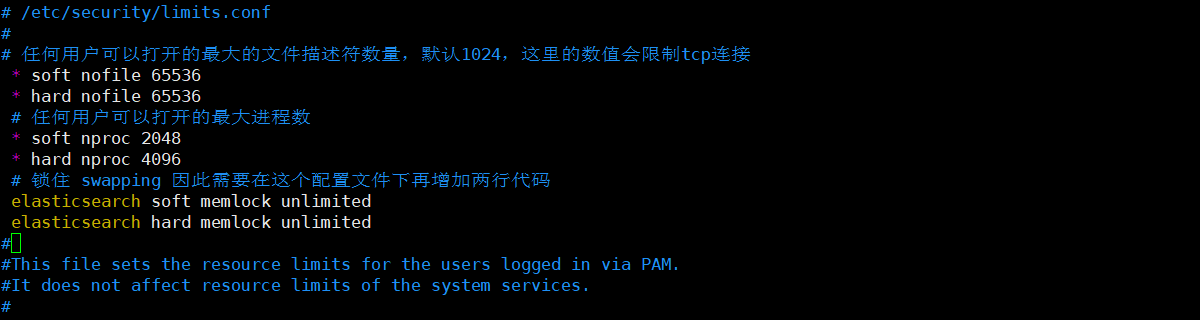 # /etc/security/limits.conf
#
# 任何用户可以打开的最大的文件描述符数量，默认1024，这里的数值会限制tcp连接
* soft nofile 65536
* hard nofile 65536
# 任何用户可以打开的最大进程数
* soft nproc 2048
* hard nproc 4096
# 锁住 swapping 因此需要在这个配置文件下再增加两行代码
elasticsearch soft memlock unlimited
elasticsearch hard memlock unlimited
#
#This file sets the resource limits for the users logged in via PAM.
#It does not affect resource limits of the system services.
#